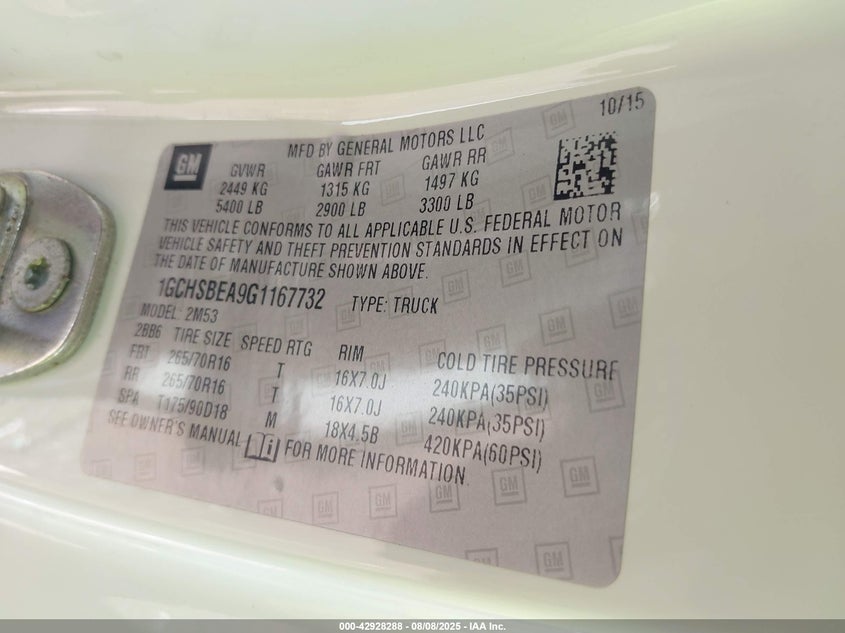 10/15
GM
MFD BY GENERAL MOTORS LLC
GVWR GAWR FRT GAWR RR
2449 KG 1315 KG 1497 KG
5400 LB 2900 LB 3300 LB
THIS VEHICLE CONFORMS TO ALL APPLICABLE U.S. FEDERAL MOTOR
VEHICLE SAFETY AND THEFT PREVENTION STANDARDS IN EFFECT ON
THE DATE OF MANUFACTURE SHOWN ABOVE.
1GCHSBEA9G1167732 TYPE: TRUCK
MODEL: 2M53
2BB6 TIRE SIZE SPEED RTG RIM COLD TIRE PRESSURE
FRT 265/70R16 T 16X7.0J 240KPA(35PSI)
RR 265/70R16 T 16X7.0J 240KPA(35PSI)
SPA T175/90D18 M 18X4.5B 420KPA(60PSI)
SEE OWNER'S MANUAL FOR MORE INFORMATION
000-42928288 - 08/08/2025 - IAA Inc.